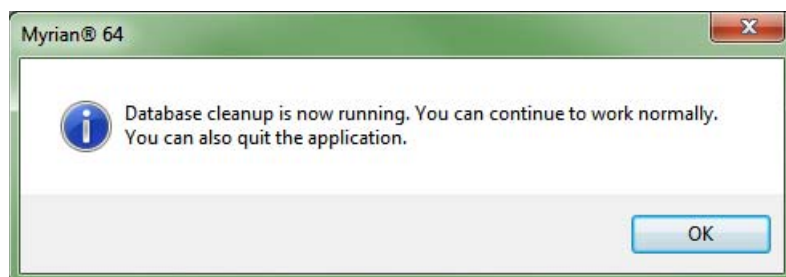 Myrian® 64
Database cleanup is now running. You can continue to work normally.
You can also quit the application.
OK